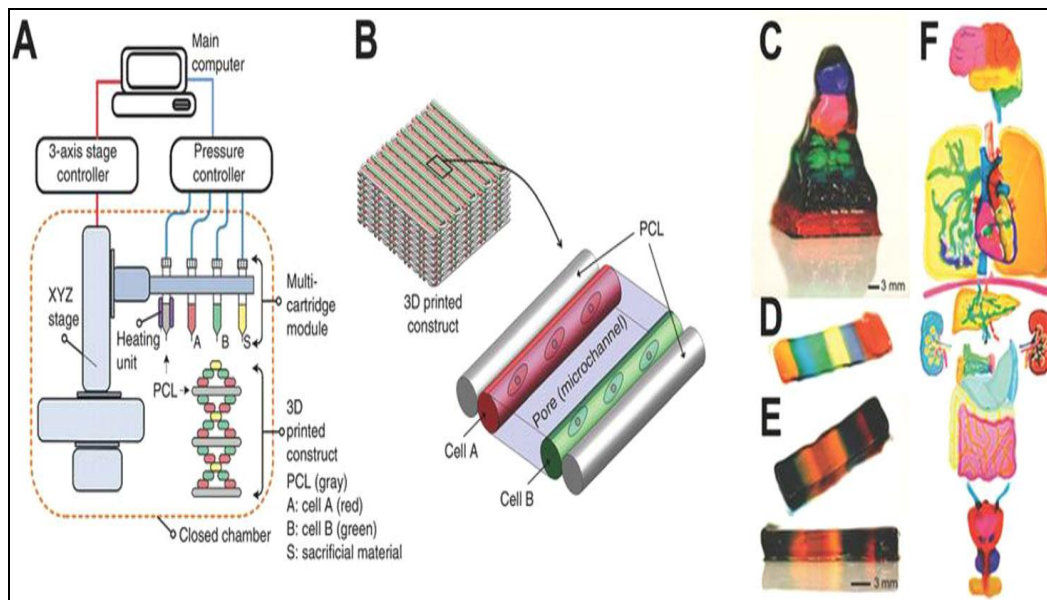 A
Main
computer
3-axis stage
controller
Pressure
controller
XYZ
stage
Heating
unit
A
B
S
PCL
Multi-
cartridge
module
3D
printed
construct
PCL (gray)
A: cell A (red)
B: cell B (green)
S: sacrificial material
Closed chamber
B
3D printed
construct
PCL
Pore (microchannel)
Cell A
Cell B
C
3 mm
D
E
3 mm
F